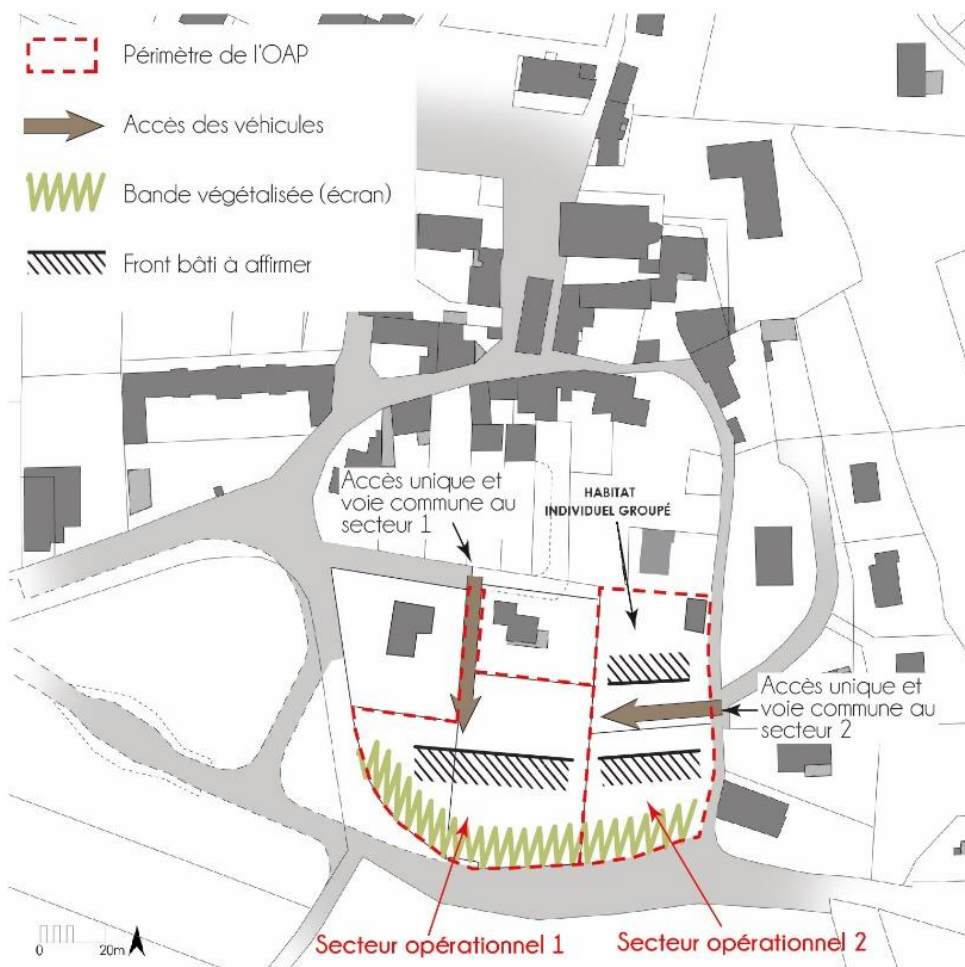 Périmètre de l'OAP
Accès des véhicules
Bande végétalisée (écran)
Front bâti à affirmer
Accès unique et
voie commune au
secteur 1
HABITAT
INDIVIDUEL GROUPÉ
Accès unique et
voie commune au
secteur 2
0 20m
Secteur opérationnel 1
Secteur opérationnel 2